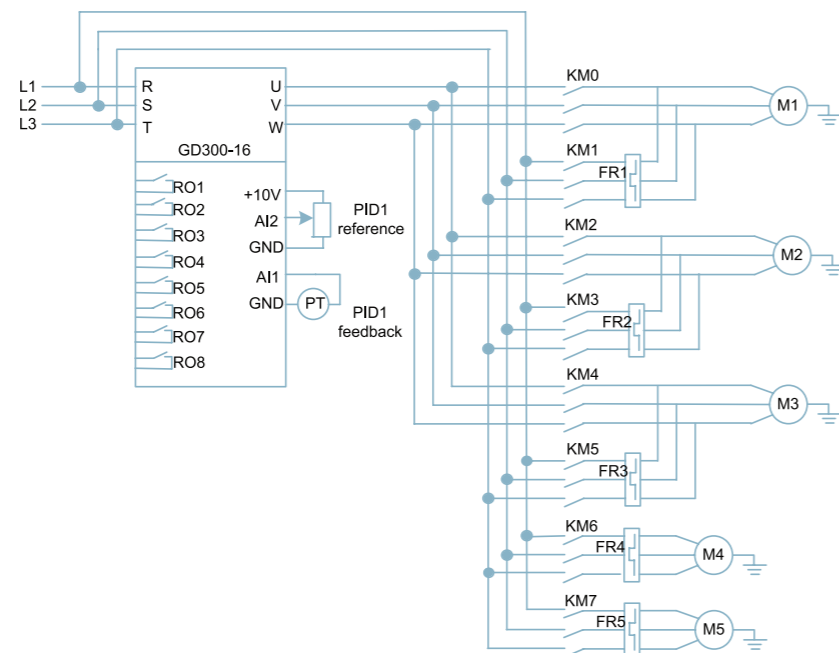 L1
L2
L3
R
S
T
U
V
W
GD300-16
RO1
RO2
RO3
RO4
RO5
RO6
RO7
RO8
+10V
AI2
GND
AI1
GND
PT
PID1
reference
PID1
feedback
KM0
M1
KM1
FR1
KM2
M2
KM3
FR2
KM4
M3
KM5
FR3
KM6
FR4
M4
KM7
FR5
M5